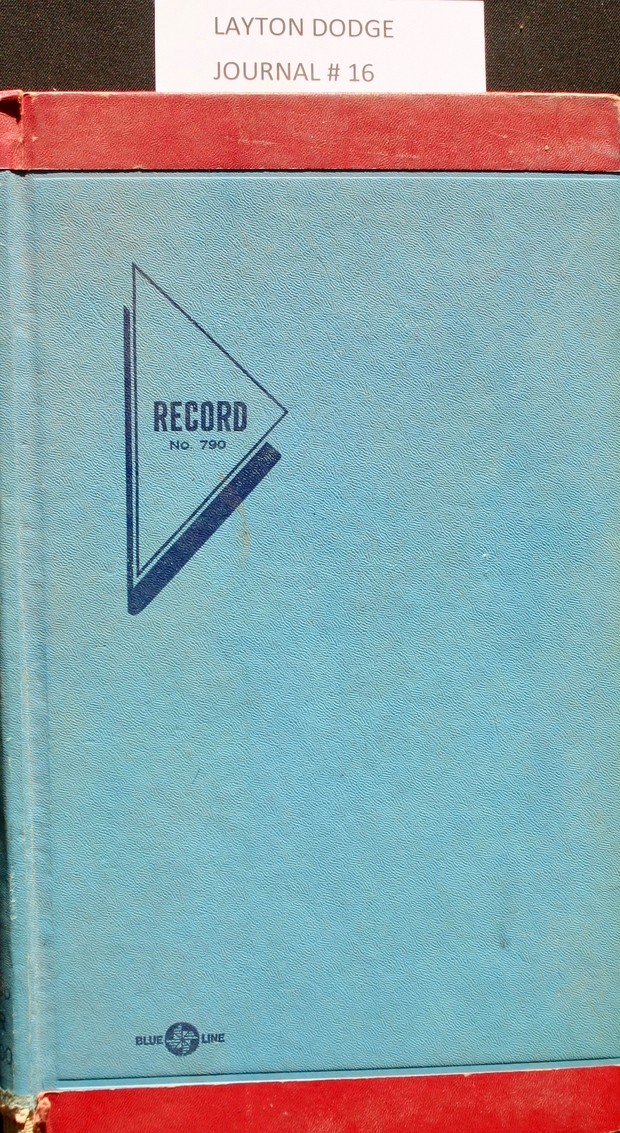 LAYTON DODGE
JOURNAL # 16
RECORD
No. 790
BLUE LINE